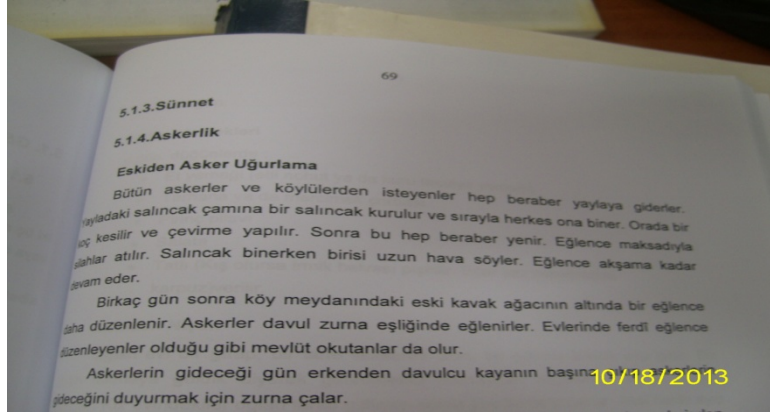 69
5.1.3.Sünnet
5.1.4.Askerlik
Eskiden Asker Uğurlama
Bütün askerler ve köylülerden isteyenler hep beraber yaylaya giderler.
Yayladaki salıncak çamına bir salıncak kurulur ve sırayla herkes ona biner. Orada bir
koç kesilir ve çevirme yapılır. Sonra bu hep beraber yenir. Eğlence maksadıyla
silahlar atılır. Salıncak binerken birisi uzun hava söyler. Eğlence akşama kadar
devam eder.
Birkaç gün sonra köy meydanındaki eski kavak ağacının altında bir eğlence
daha düzenlenir. Askerler davul zurna eşliğinde eğlenirler. Evlerinde ferdî eğlence
düzenleyenler olduğu gibi mevlüt okutanlar da olur.
Askerlerin gideceği gün erkenden davulcu kayanın başına
gideceğini duyurmak için zurna çalar.
10/18/2013